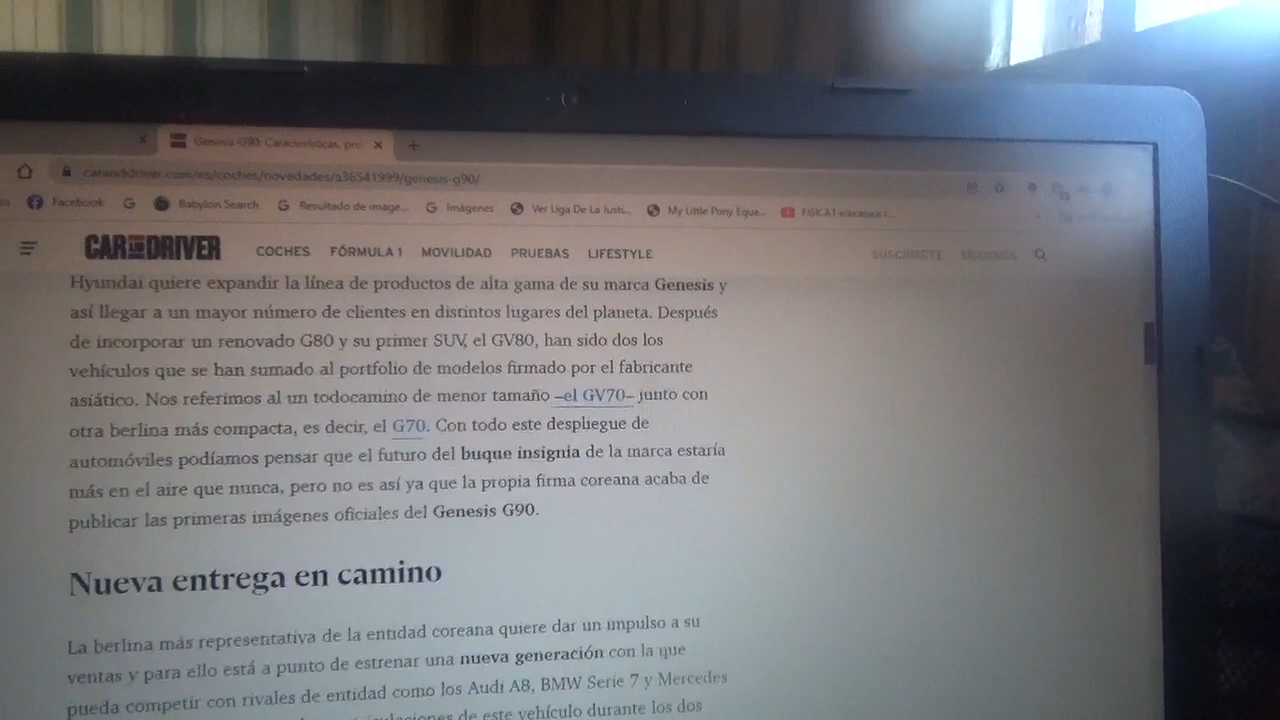 Genesis G90: Características, pre
caranddriver.com/es/coches/novedades/a36541999/genesis-g90/
Facebook
Babylon Search
Resultado de image...
Imágenes
Ver Liga De La Justi...
My Little Pony Eque...
FISICA1 mecanica c...
CAR AND DRIVER
COCHES FÓRMULA 1 MOVILIDAD PRUEBAS LIFESTYLE
SUSCRÍBETE SÍGUENOS
Hyundai quiere expandir la línea de productos de alta gama de su marca Genesis y
así llegar a un mayor número de clientes en distintos lugares del planeta. Después
de incorporar un renovado G80 y su primer SUV, el GV80, han sido dos los
vehículos que se han sumado al portfolio de modelos firmado por el fabricante
asiático. Nos referimos al un todocamino de menor tamaño –el GV70– junto con
otra berlina más compacta, es decir, el G70. Con todo este despliegue de
automóviles podíamos pensar que el futuro del buque insignia de la marca estaría
más en el aire que nunca, pero no es así ya que la propia firma coreana acaba de
publicar las primeras imágenes oficiales del Genesis G90.
Nueva entrega en camino
La berlina más representativa de la entidad coreana quiere dar un impulso a su
ventas y para ello está a punto de estrenar una nueva generación con la que
pueda competir con rivales de entidad como los Audi A8, BMW Serie 7 y Mercedes
de este vehículo durante los dos